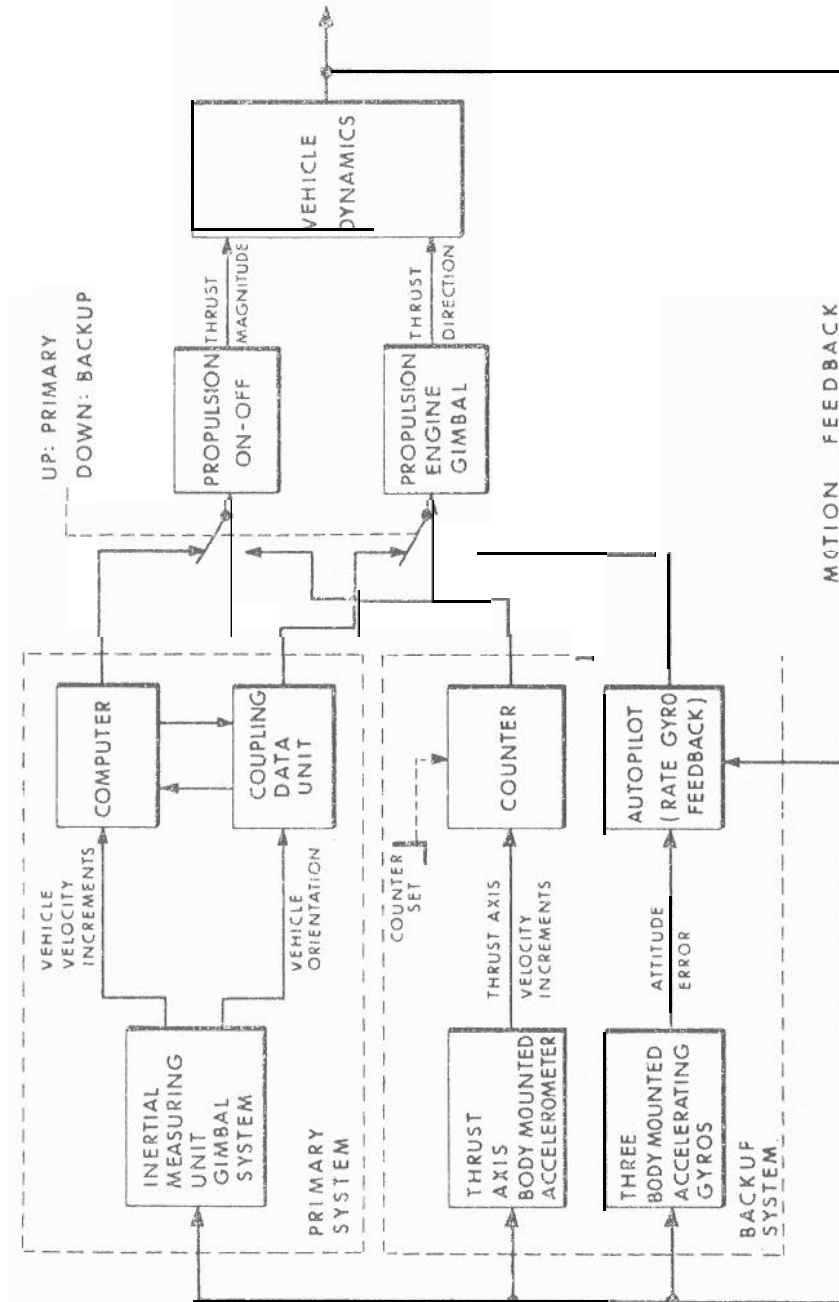 UP: PRIMARY
DOWN: BACKUP
INERTIAL
MEASURING
UNIT
GIMBAL
SYSTEM
PRIMARY
SYSTEM
VEHICLE
VELOCITY
INCREMENTS
VEHICLE
ORIENTATION
COMPUTER
COUPLING
DATA
UNIT
PROPULSION
ON-OFF
THRUST
MAGNITUDE
PROPULSION
ENGINE
GIMBAL
THRUST
DIRECTION
VEHICLE
DYNAMICS
COUNTER
SET
THRUST
AXIS
BODY MOUNTED
ACCELEROMETER
THRUST AXIS
VELOCITY
INCREMENTS
COUNTER
THREE
BODY MOUNTED
ACCELERATING
GYROS
ATTITUDE
ERROR
AUTOPILOT
(RATE GYRO
FEEDBACK)
BACKUF
SYSTEM
MOTION FEEDBACK